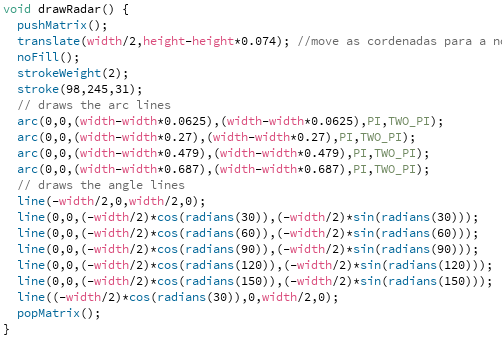 void drawRadar() {
pushMatrix();
translate(width/2,height-height*0.074); //move as cordenadas para a
noFill();
strokeWeight(2);
stroke(98,245,31);
// draws the arc lines
arc(0,0,(width-width*0.0625),(width-width*0.0625),PI,TWO_PI);
arc(0,0,(width-width*0.27),(width-width*0.27),PI,TWO_PI);
arc(0,0,(width-width*0.479),(width-width*0.479),PI,TWO_PI);
arc(0,0,(width-width*0.687),(width-width*0.687),PI,TWO_PI);
// draws the angle lines
line(-width/2,0,width/2,0);
line(0,0,(-width/2)*cos(radians(30)),(-width/2)*sin(radians(30)));
line(0,0,(-width/2)*cos(radians(60)),(-width/2)*sin(radians(60)));
line(0,0,(-width/2)*cos(radians(90)),(-width/2)*sin(radians(90)));
line(0,0,(-width/2)*cos(radians(120)),(-width/2)*sin(radians(120)));
line(0,0,(-width/2)*cos(radians(150)),(-width/2)*sin(radians(150)));
line((-width/2)*cos(radians(30)),0,width/2,0);
popMatrix();
}